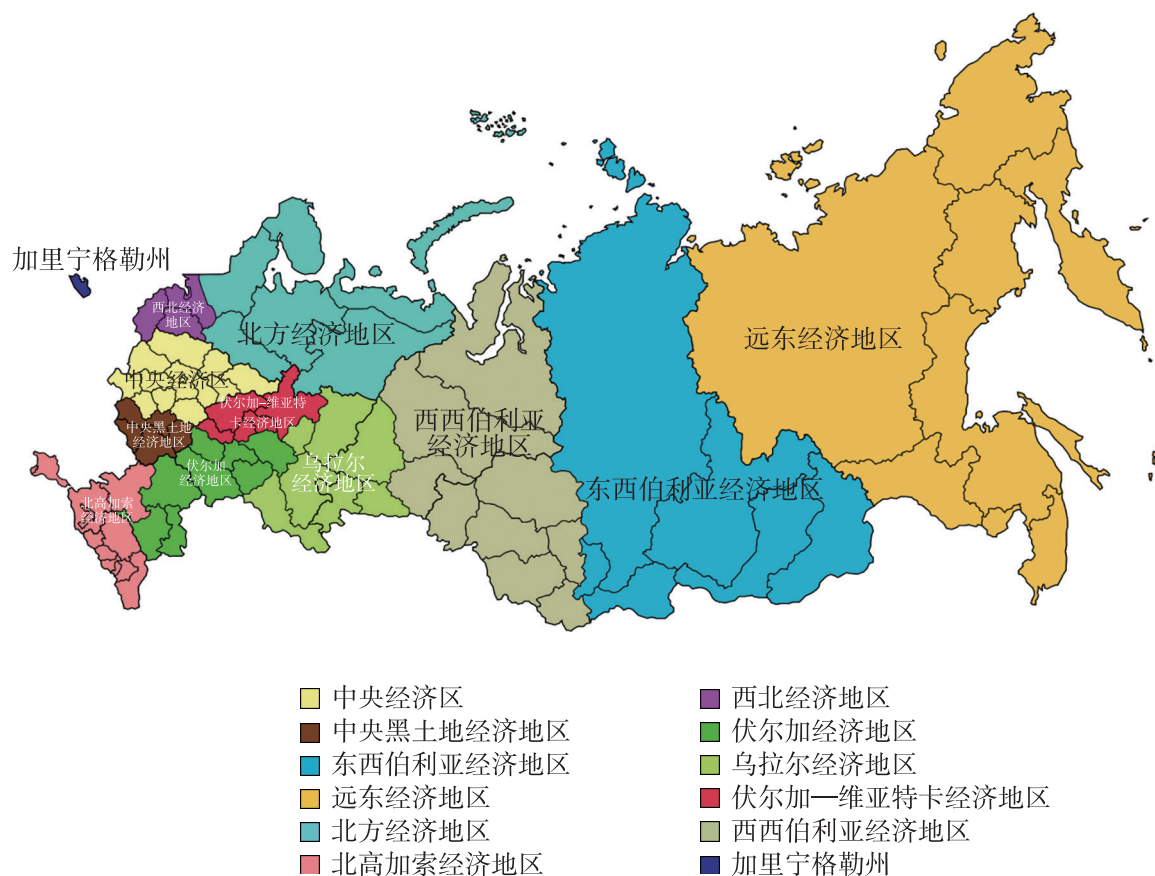 加里宁格勒州
西北经济
地区
北方经济地区
远东经济地区
中央经济区
伏尔加-维亚特
卡经济地区
西西伯利亚
经济地区
中央黑土地
经济地区
伏尔加
经济地区
乌拉尔
经济地区
东西伯利亚经济地区
北高加索
经济地区
中央经济区
中央黑土地经济地区
东西伯利亚经济地区
远东经济地区
北方经济地区
北高加索经济地区
西北经济地区
伏尔加经济地区
乌拉尔经济地区
伏尔加—维亚特卡经济地区
西西伯利亚经济地区
加里宁格勒州